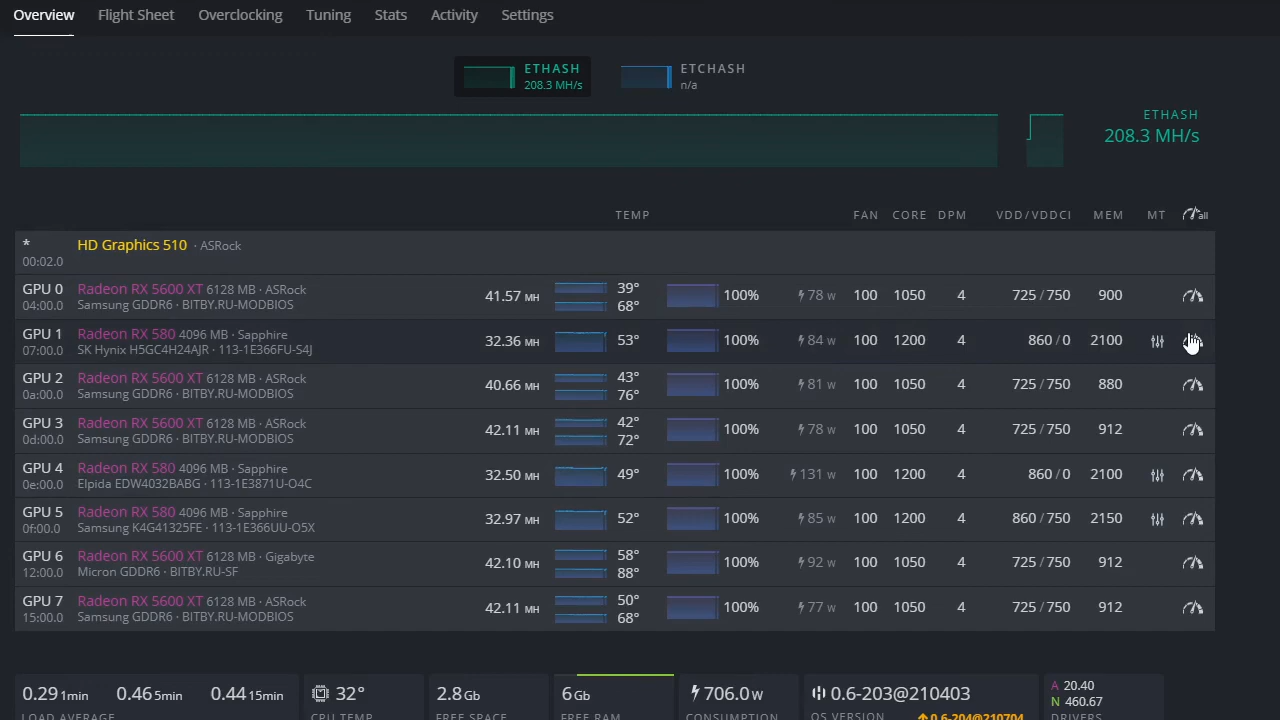 Overview Flight Sheet Overclocking Tuning Stats Activity Settings
ETHASH ETCHASH
208.3 MH/s n/a
ETHASH
208.3 MH/s
TEMP FAN CORE DPM VDD/VDDCI MEM MT all
* HD Graphics 510 · ASRock
00:02.0
GPU 0 Radeon RX 5600 XT 6128 MB · ASRock 41.57 MH 39° 68° 100% 78 W 100 1050 4 725 / 750 900
04:00.0 Samsung GDDR6 · BITBY.RU-MODBIOS
GPU 1 Radeon RX 580 4096 MB · Sapphire 32.36 MH 53° 100% 84 W 100 1200 4 860 / 0 2100
07:00.0 SK Hynix H5GC4H24AJR · 113-1E366FU-S4J
GPU 2 Radeon RX 5600 XT 6128 MB · ASRock 40.66 MH 43° 76° 100% 81 W 100 1050 4 725 / 750 880
0a:00.0 Samsung GDDR6 · BITBY.RU-MODBIOS
GPU 3 Radeon RX 5600 XT 6128 MB · ASRock 42.11 MH 42° 72° 100% 78 W 100 1050 4 725 / 750 912
0d:00.0 Samsung GDDR6 · BITBY.RU-MODBIOS
GPU 4 Radeon RX 580 4096 MB · Sapphire 32.50 MH 49° 100% 131 W 100 1200 4 860 / 0 2100
0e:00.0 Elpida EDW4032BABG · 113-1E3871U-O4C
GPU 5 Radeon RX 580 4096 MB · Sapphire 32.97 MH 52° 100% 85 W 100 1200 4 860 / 750 2150
0f:00.0 Samsung K4G41325FE · 113-1E366UU-O5X
GPU 6 Radeon RX 5600 XT 6128 MB · Gigabyte 42.10 MH 58° 88° 100% 92 W 100 1050 4 725 / 750 912
12:00.0 Micron GDDR6 · BITBY.RU-SF
GPU 7 Radeon RX 5600 XT 6128 MB · ASRock 42.11 MH 50° 68° 100% 77 W 100 1050 4 725 / 750 912
15:00.0 Samsung GDDR6 · BITBY.RU-MODBIOS
0.29 1min 0.46 5min 0.44 15min 32° 2.8 Gb 6 Gb 706.0 W 0.6-203@210403 A 20.40
N 460.67
LOAD AVERAGE CPU TEMP FREE SPACE FREE RAM CONSUMPTION OS VERSION 0.6-204@210704 DRIVERS